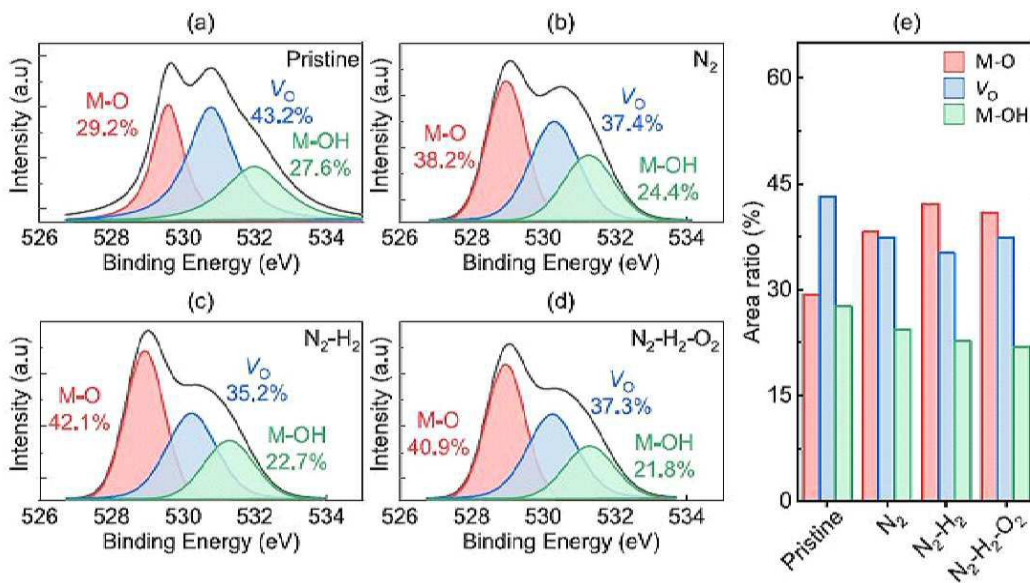 (a)
Pristine
M-O
29.2%
V_O
43.2%
M-OH
27.6%
Intensity (a.u)
526 528 530 532 534
Binding Energy (eV)
(b)
N₂
M-O
38.2%
V_O
37.4%
M-OH
24.4%
Intensity (a.u)
526 528 530 532 534
Binding Energy (eV)
(c)
N₂-H₂
M-O
42.1%
V_O
35.2%
M-OH
22.7%
Intensity (a.u)
526 528 530 532 534
Binding Energy (eV)
(d)
N₂-H₂-O₂
M-O
40.9%
V_O
37.3%
M-OH
21.8%
Intensity (a.u)
526 528 530 532 534
Binding Energy (eV)
(e)
M-O
V_O
M-OH
Area ratio (%)
60
45
30
15
0
Pristine
N₂
N₂-H₂
N₂-H₂-O₂